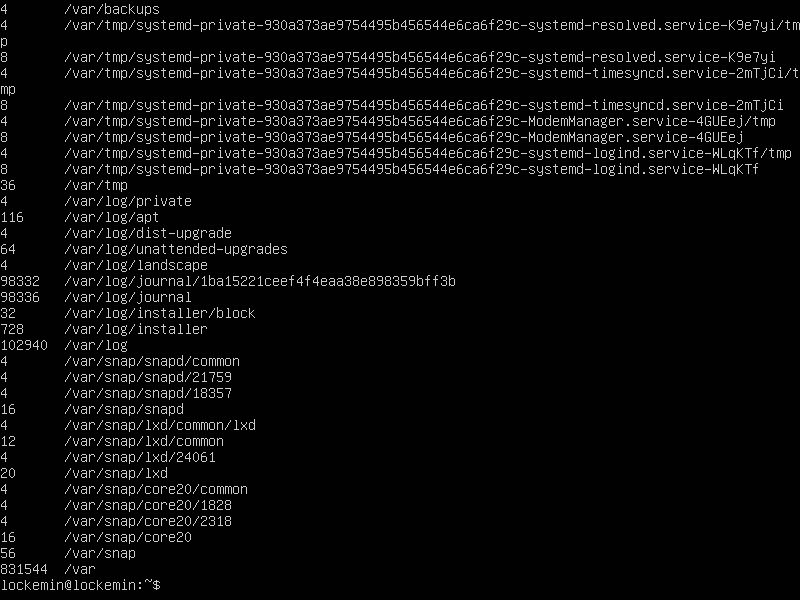 4       /var/backups
4       /var/tmp/systemd-private-930a373ae9754495b456544e6ca6f29c-systemd-resolved.service-K9e7yi/tm
p
8       /var/tmp/systemd-private-930a373ae9754495b456544e6ca6f29c-systemd-resolved.service-K9e7yi
4       /var/tmp/systemd-private-930a373ae9754495b456544e6ca6f29c-systemd-timesyncd.service-2mTjCi/t
mp
8       /var/tmp/systemd-private-930a373ae9754495b456544e6ca6f29c-systemd-timesyncd.service-2mTjCi
4       /var/tmp/systemd-private-930a373ae9754495b456544e6ca6f29c-ModemManager.service-4GUEej/tmp
8       /var/tmp/systemd-private-930a373ae9754495b456544e6ca6f29c-ModemManager.service-4GUEej
4       /var/tmp/systemd-private-930a373ae9754495b456544e6ca6f29c-systemd-logind.service-WLqKTf/tmp
8       /var/tmp/systemd-private-930a373ae9754495b456544e6ca6f29c-systemd-logind.service-WLqKTf
36      /var/tmp
4       /var/log/private
116     /var/log/apt
4       /var/log/dist-upgrade
64      /var/log/unattended-upgrades
4       /var/log/landscape
98332   /var/log/journal/1ba15221ceef4f4eaa38e898359bff3b
98336   /var/log/journal
32      /var/log/installer/block
728     /var/log/installer
102940  /var/log
4       /var/snap/snapd/common
4       /var/snap/snapd/21759
4       /var/snap/snapd/18357
16      /var/snap/snapd
4       /var/snap/lxd/common/lxd
12      /var/snap/lxd/common
4       /var/snap/lxd/24061
20      /var/snap/lxd
4       /var/snap/core20/common
4       /var/snap/core20/1828
4       /var/snap/core20/2318
16      /var/snap/core20
56      /var/snap
831544  /var
lockemin@lockemin:~$